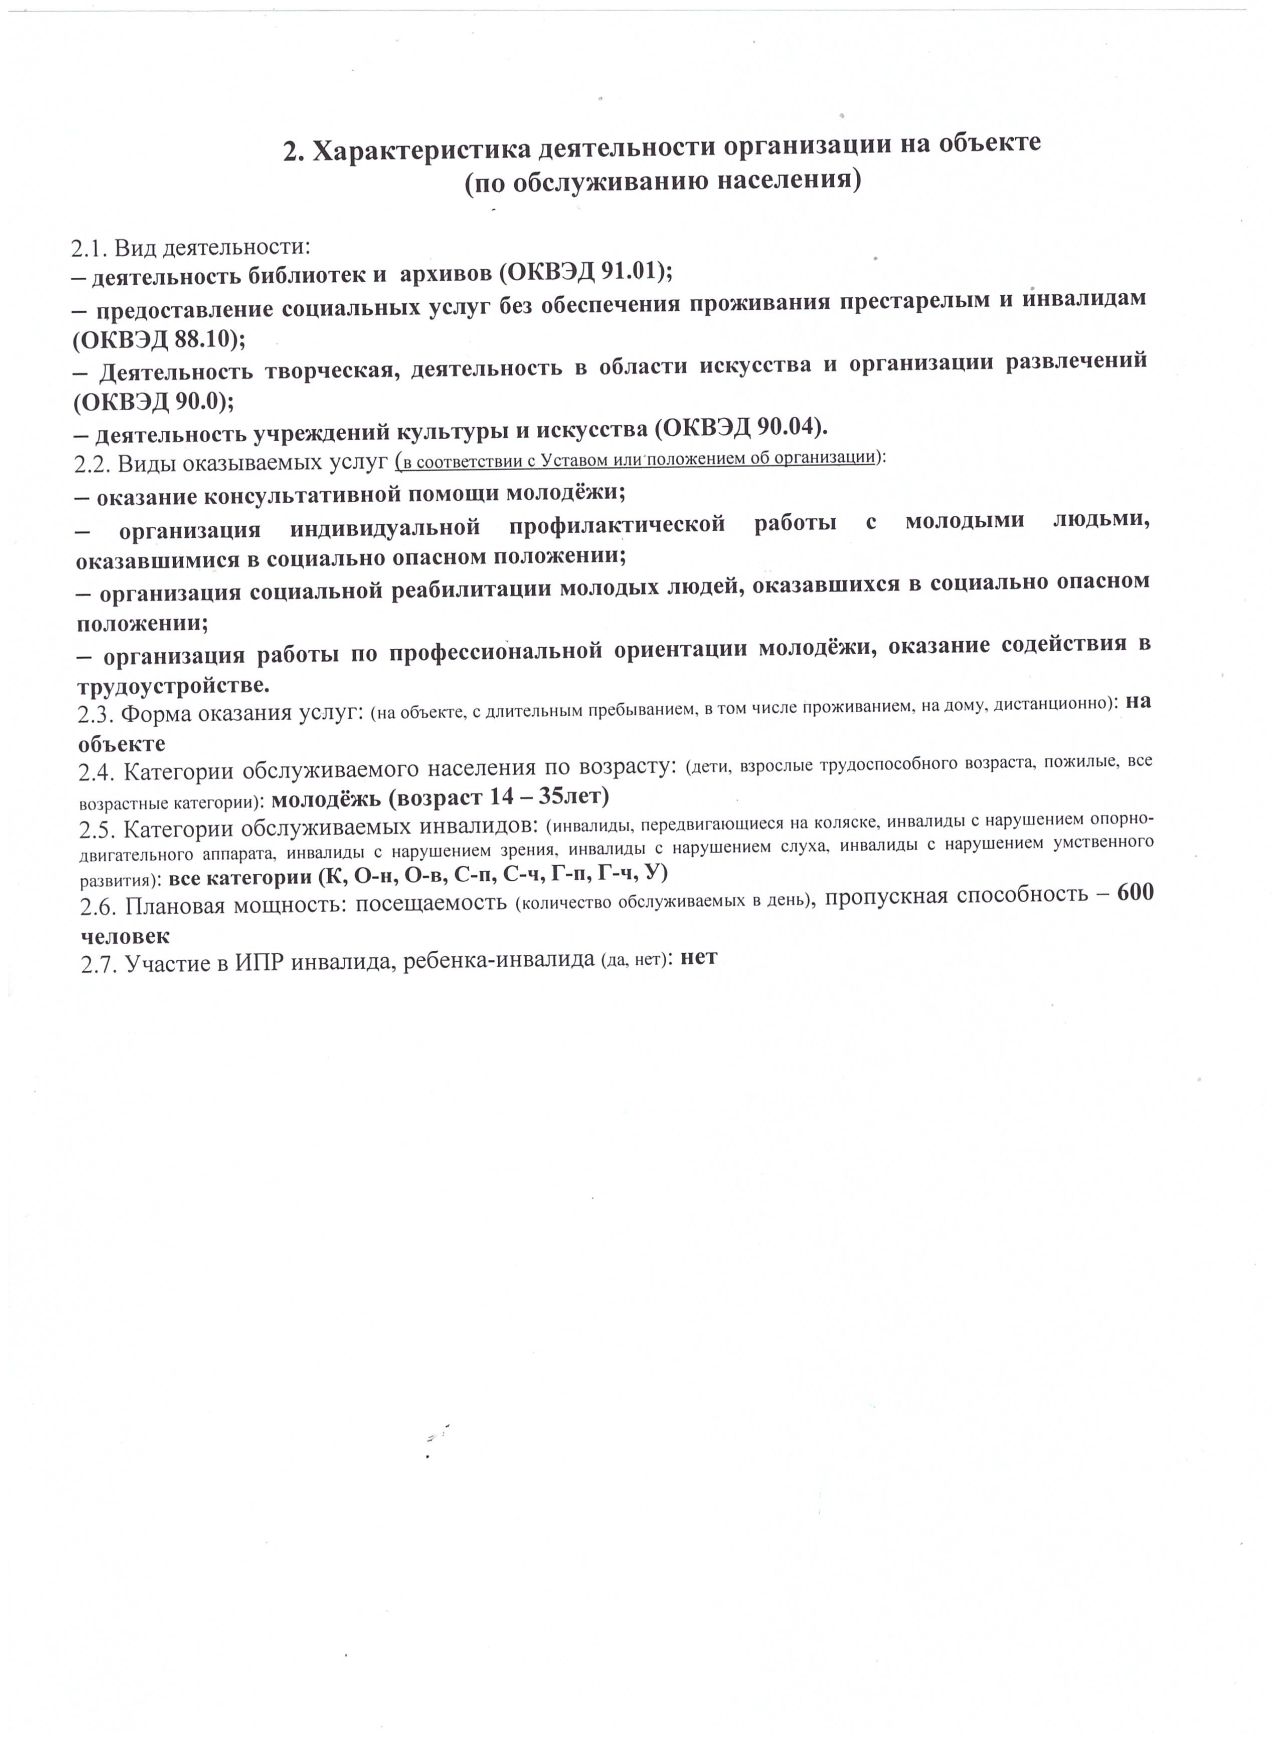 2. Характеристика деятельности организации на объекте
(по обслуживанию населения)
2.1. Вид деятельности:
– деятельность библиотек и архивов (ОКВЭД 91.01);
– предоставление социальных услуг без обеспечения проживания престарелым и инвалидам
(ОКВЭД 88.10);
– Деятельность творческая, деятельность в области искусства и организации развлечений
(ОКВЭД 90.0);
– деятельность учреждений культуры и искусства (ОКВЭД 90.04).
2.2. Виды оказываемых услуг (в соответствии с Уставом или положением об организации):
– оказание консультативной помощи молодёжи;
– организация индивидуальной профилактической работы с молодыми людьми,
оказавшимися в социально опасном положении;
– организация социальной реабилитации молодых людей, оказавшихся в социально опасном
положении;
– организация работы по профессиональной ориентации молодёжи, оказание содействия в
трудоустройстве.
2.3. Форма оказания услуг: (на объекте, с длительным пребыванием, в том числе проживанием, на дому, дистанционно): на
объекте
2.4. Категории обслуживаемого населения по возрасту: (дети, взрослые трудоспособного возраста, пожилые, все
возрастные категории): молодёжь (возраст 14 – 35лет)
2.5. Категории обслуживаемых инвалидов: (инвалиды, передвигающиеся на коляске, инвалиды с нарушением опорно-
двигательного аппарата, инвалиды с нарушением зрения, инвалиды с нарушением слуха, инвалиды с нарушением умственного
развития): все категории (К, О-н, О-в, С-п, С-ч, Г-п, Г-ч, У)
2.6. Плановая мощность: посещаемость (количество обслуживаемых в день), пропускная способность – 600
человек
2.7. Участие в ИПР инвалида, ребенка-инвалида (да, нет): нет